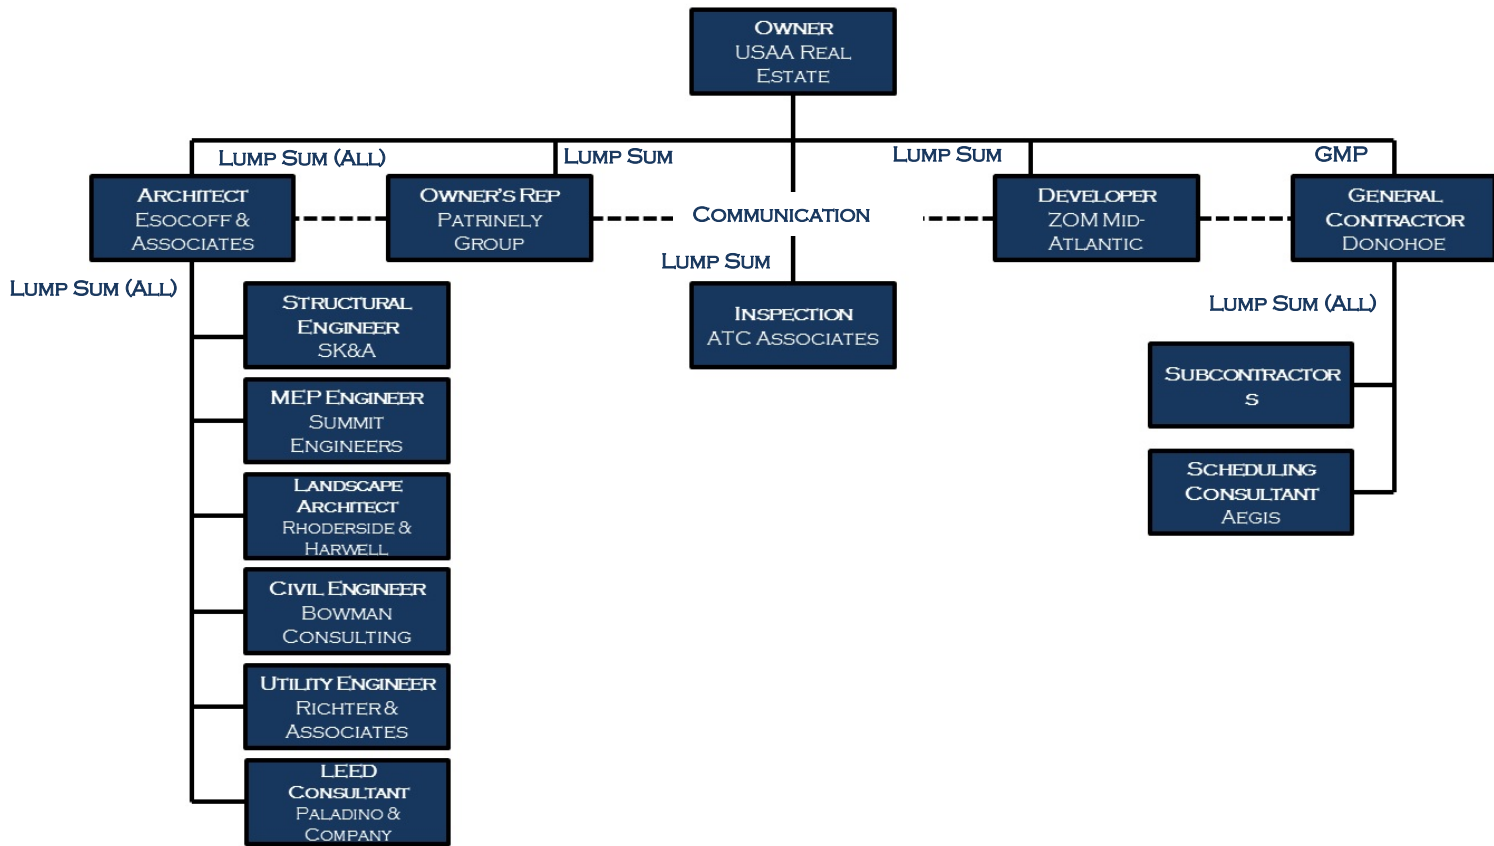 Owner
USAA Real
Estate
Lump Sum (All)
Lump Sum
Lump Sum
GMP
Architect
Esocoff &
Associates
Owner's Rep
Patrinely
Group
Communication
Developer
ZOM Mid-
Atlantic
General
Contractor
Donohoe
Lump Sum (All)
Lump Sum
Lump Sum (All)
Structural
Engineer
SK&A
Inspection
ATC Associates
MEP Engineer
Summit
Engineers
Subcontractor
s
Landscape
Architect
Rhoderside &
Harwell
Scheduling
Consultant
Aegis
Civil Engineer
Bowman
Consulting
Utility Engineer
Richter &
Associates
LEED
Consultant
Paladino &
Company